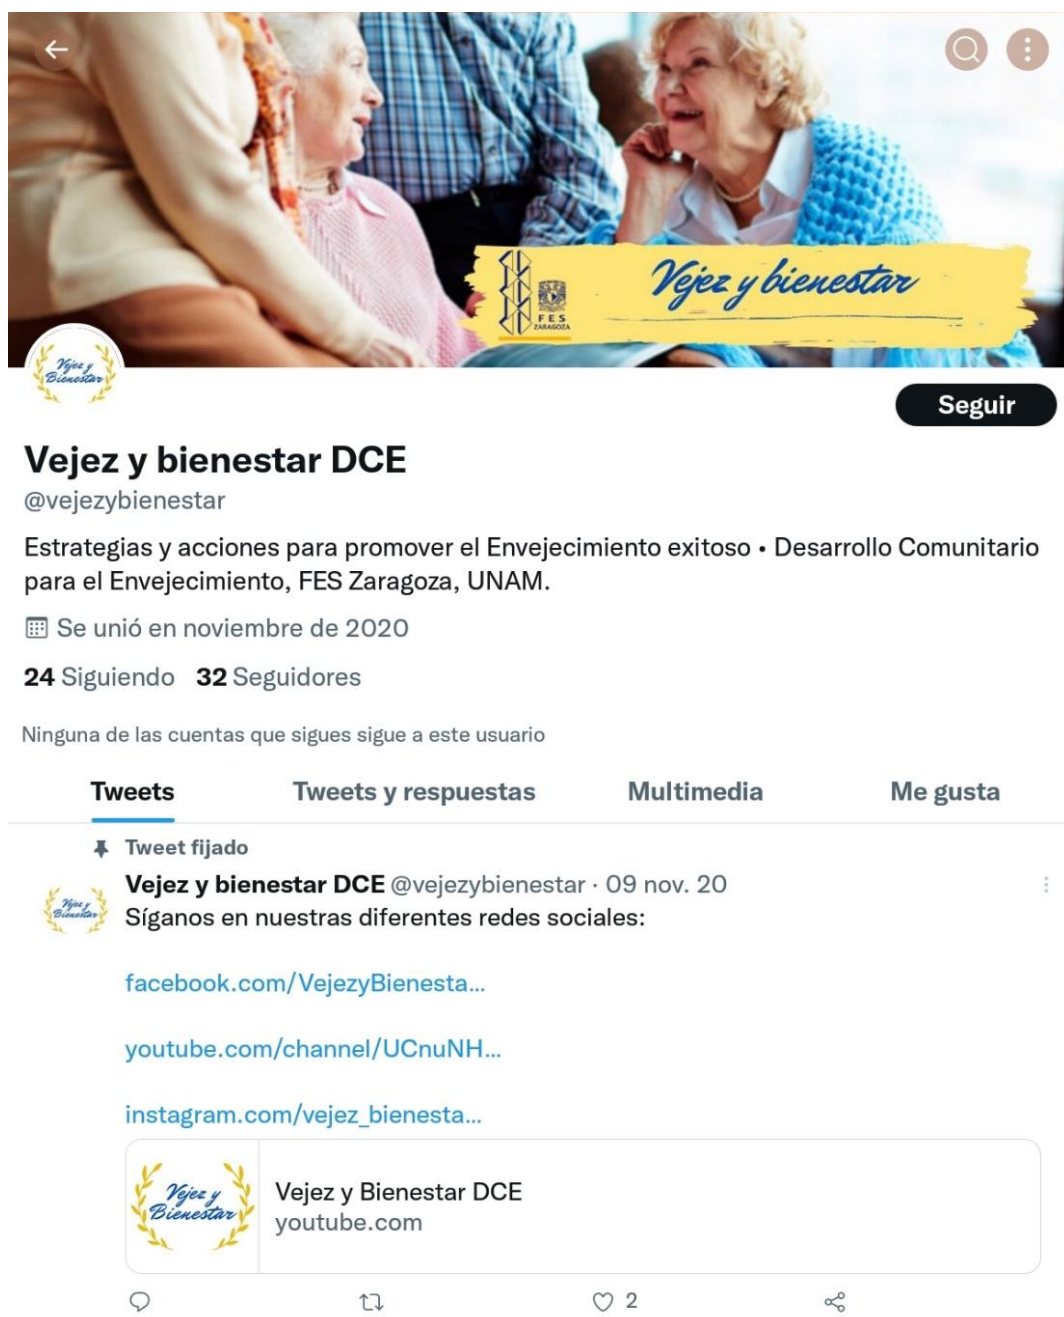 FES
ZARAGOZA
Vejez y bienestar
Vejez y
Bienestar
Seguir
Vejez y bienestar DCE
@vejezybienestar
Estrategias y acciones para promover el Envejecimiento exitoso • Desarrollo Comunitario
para el Envejecimiento, FES Zaragoza, UNAM.
Se unió en noviembre de 2020
24 Siguiendo 32 Seguidores
Ninguna de las cuentas que sigues sigue a este usuario
Tweets Tweets y respuestas Multimedia Me gusta
Tweet fijado
Vejez y bienestar DCE @vejezybienestar · 09 nov. 20
Vejez y
Bienestar
Síganos en nuestras diferentes redes sociales:
facebook.com/VejezyBienesta...
youtube.com/channel/UCnuNH...
instagram.com/vejez_bienesta...
Vejez y
Bienestar
Vejez y Bienestar DCE
youtube.com
2